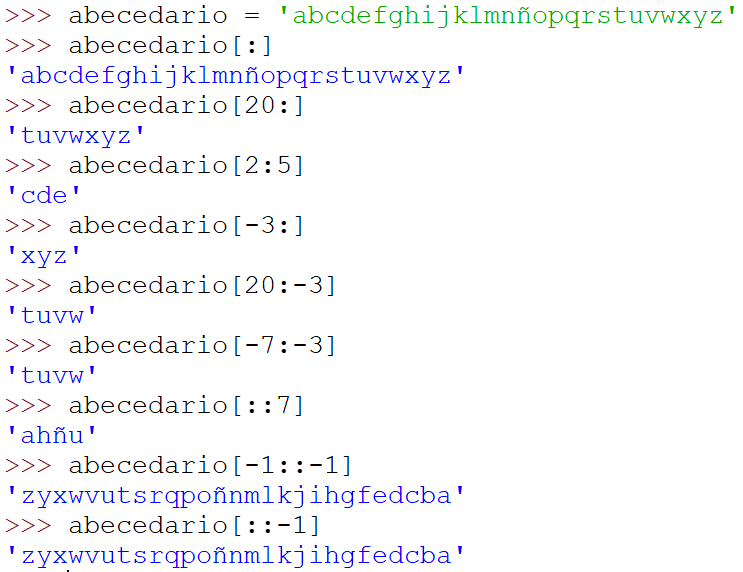 >>> abecedario = 'abcdefghijklmnñopqrstuvwxyz'
>>> abecedario[:]
'abcdefghijklmnñopqrstuvwxyz'
>>> abecedario[20:]
'tuvwxyz'
>>> abecedario[2:5]
'cde'
>>> abecedario[-3:]
'xyz'
>>> abecedario[20:-3]
'tuvw'
>>> abecedario[-7:-3]
'tuvw'
>>> abecedario[::7]
'ahñu'
>>> abecedario[-1::-1]
'zyxwvutsrqpoñnmlkjihgfedcba'
>>> abecedario[::-1]
'zyxwvutsrqpoñnmlkjihgfedcba'